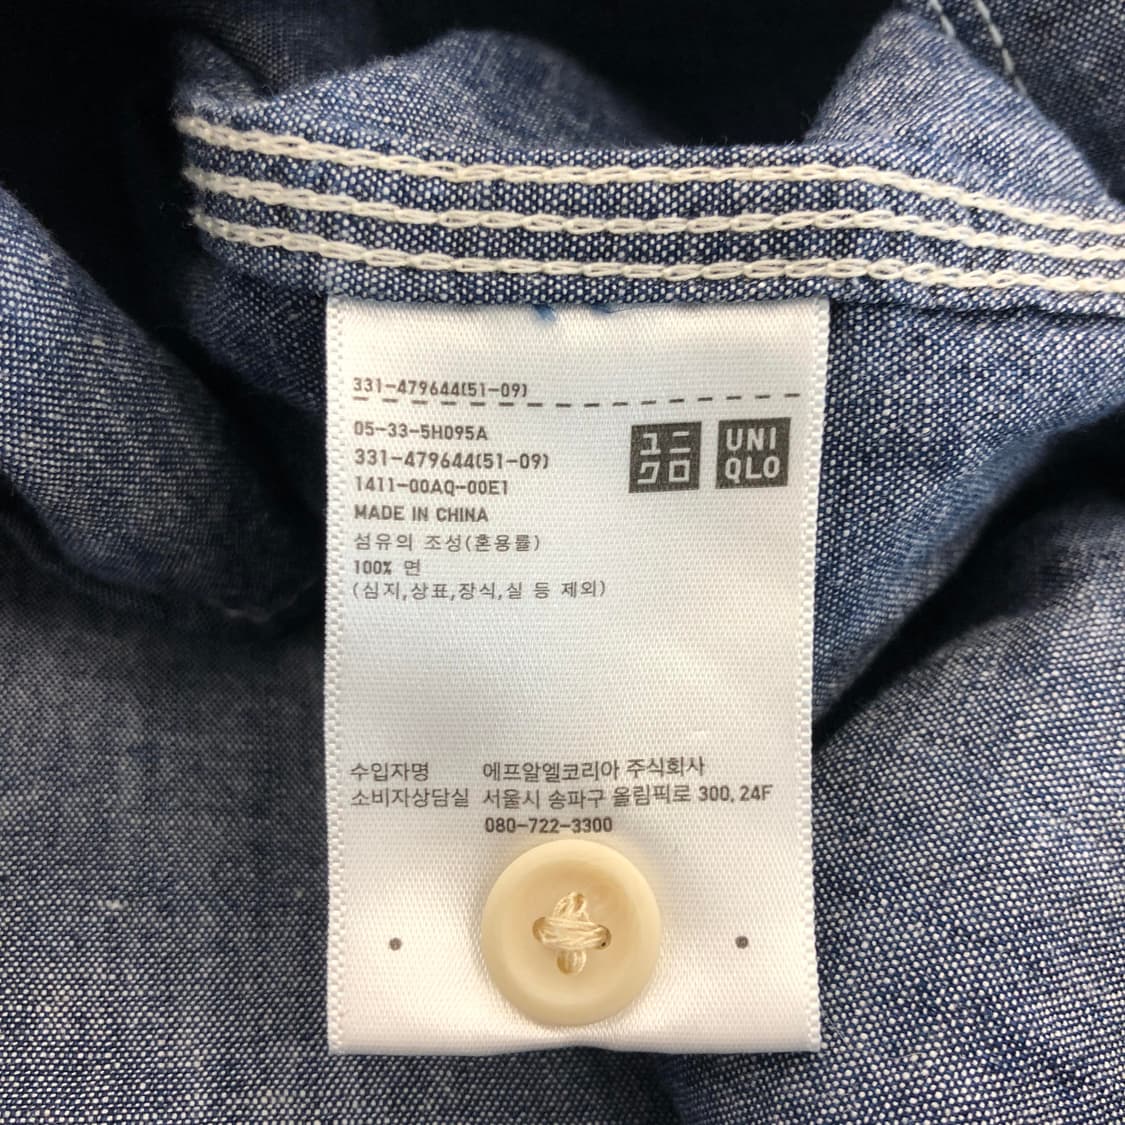 331-479644(51-09)
05-33-5H095A
331-479644(51-09)
1411-00AQ-00E1
MADE IN CHINA
ユニ
クロ
UNI
QLO
섬유의 조성(혼용률)
100% 면
(심지,상표,장식,실 등 제외)
수입자명 에프알엘코리아 주식회사
소비자상담실 서울시 송파구 올림픽로 300, 24F
080-722-3300